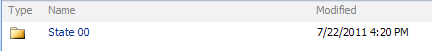 Type Name Modified
State 00 7/22/2011 4:20 PM